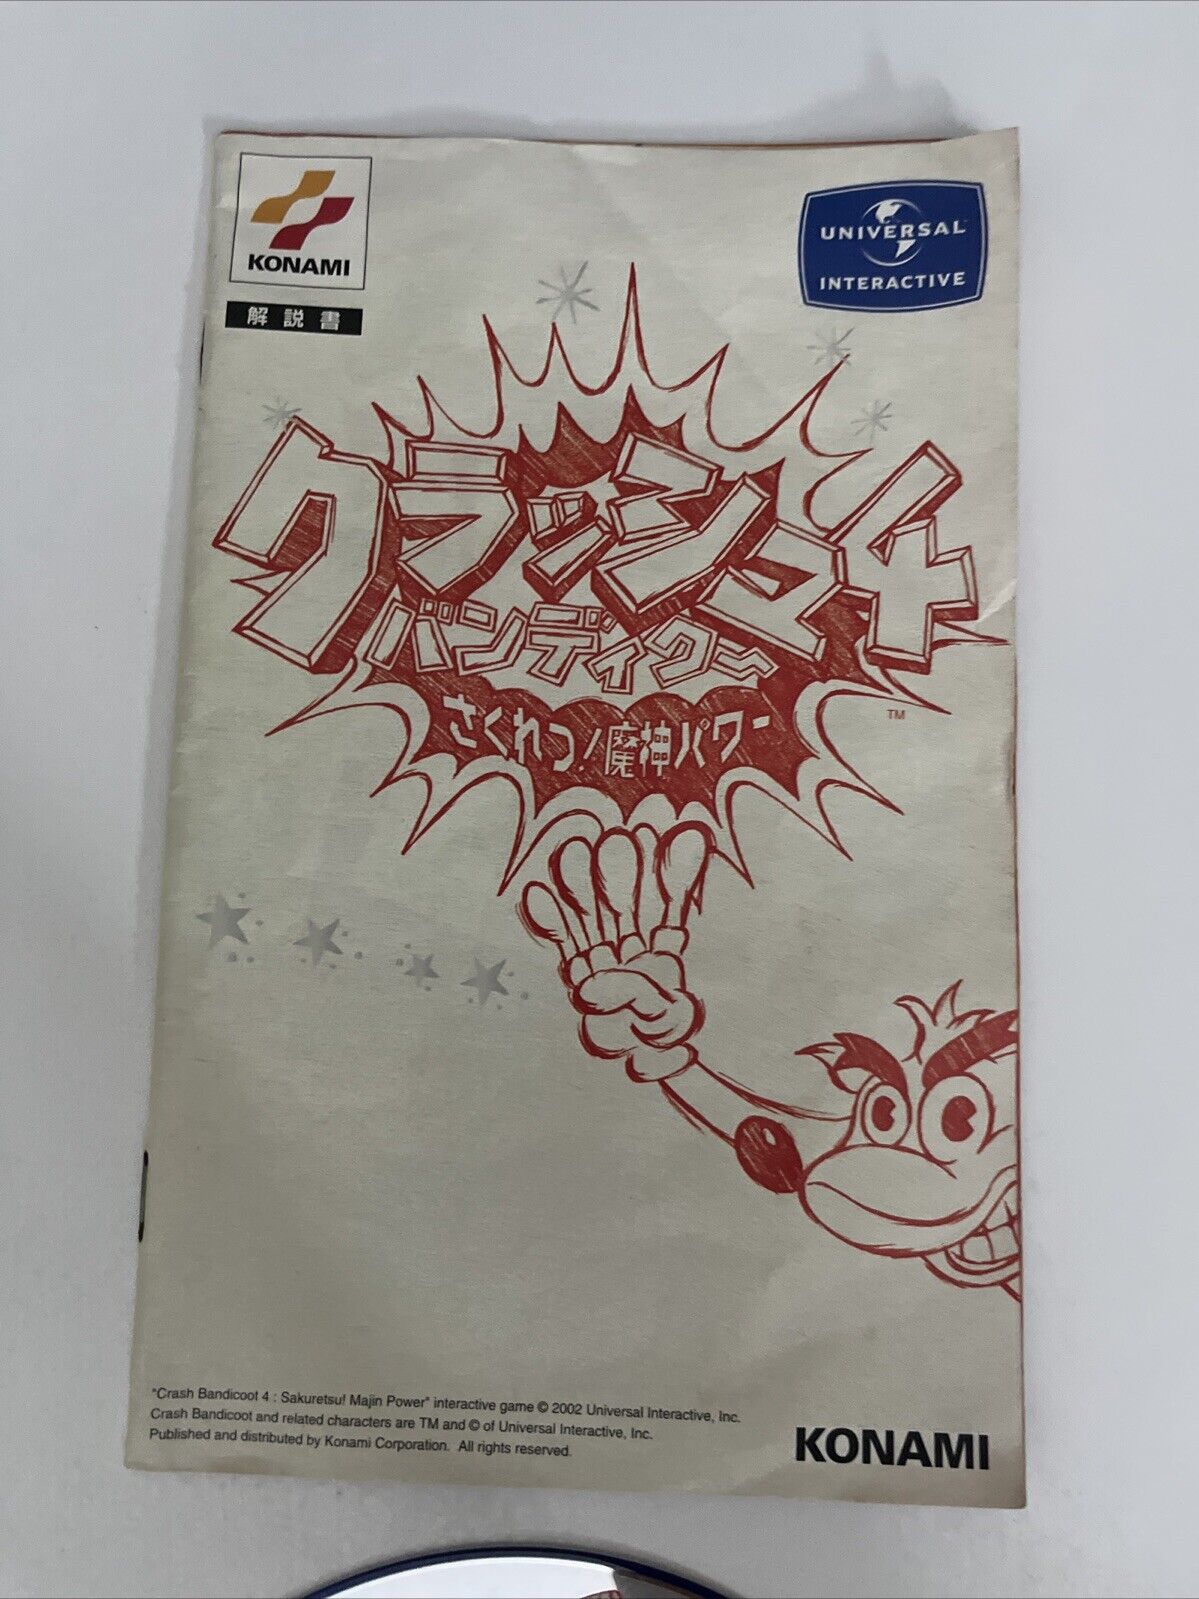 KONAMI
UNIVERSAL
INTERACTIVE
解説書
クラッシュ4
バンディクー
さくれつ!魔神パワー
TM
"Crash Bandicoot 4 : Sakuretsu! Majin Power" interactive game © 2002 Universal Interactive, Inc.
Crash Bandicoot and related characters are TM and © of Universal Interactive, Inc.
Published and distributed by Konami Corporation. All rights reserved.
KONAMI